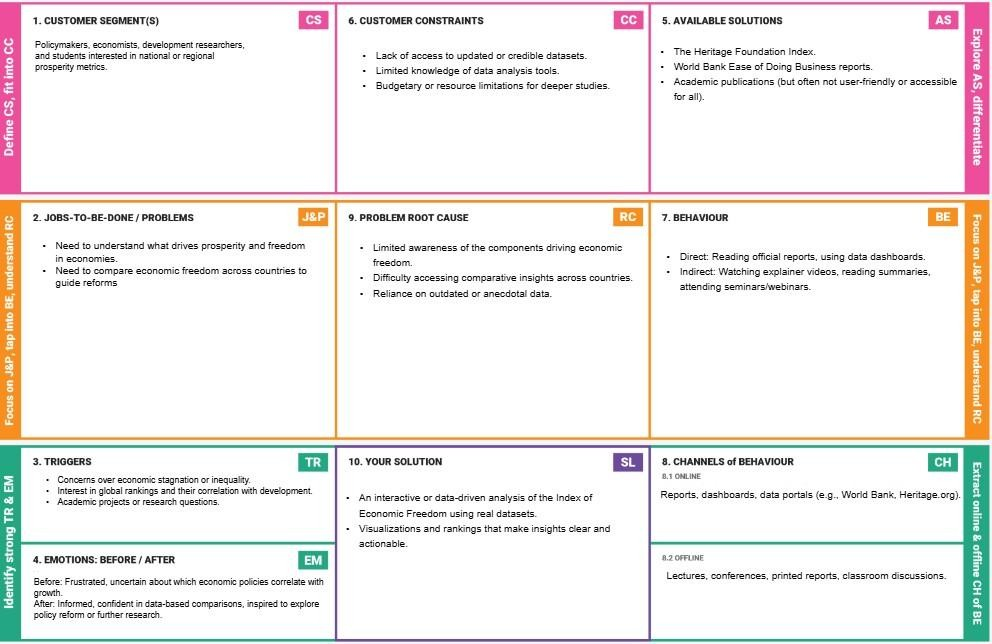 Define CS, fit into CC
1. CUSTOMER SEGMENT(S)
CS
Policymakers, economists, development researchers,
and students interested in national or regional
prosperity metrics.
6. CUSTOMER CONSTRAINTS
CC
• Lack of access to updated or credible datasets.
• Limited knowledge of data analysis tools.
• Budgetary or resource limitations for deeper studies.
5. AVAILABLE SOLUTIONS
AS
• The Heritage Foundation Index.
• World Bank Ease of Doing Business reports.
• Academic publications (but often not user-friendly or accessible
for all).
Explore AS, differentiate
Focus on J&P, tap into BE, understand RC
2. JOBS-TO-BE-DONE / PROBLEMS
J&P
• Need to understand what drives prosperity and freedom
in economies.
• Need to compare economic freedom across countries to
guide reforms
9. PROBLEM ROOT CAUSE
RC
• Limited awareness of the components driving economic
freedom.
• Difficulty accessing comparative insights across countries.
• Reliance on outdated or anecdotal data.
7. BEHAVIOUR
BE
• Direct: Reading official reports, using data dashboards.
• Indirect: Watching explainer videos, reading summaries,
attending seminars/webinars.
Focus on J&P, tap into BE, understand RC
Identify strong TR & EM
3. TRIGGERS
TR
• Concerns over economic stagnation or inequality.
• Interest in global rankings and their correlation with development.
• Academic projects or research questions.
4. EMOTIONS: BEFORE / AFTER
EM
Before: Frustrated, uncertain about which economic policies correlate with
growth.
After: Informed, confident in data-based comparisons, inspired to explore
policy reform or further research.
10. YOUR SOLUTION
SL
• An interactive or data-driven analysis of the Index of
Economic Freedom using real datasets.
• Visualizations and rankings that make insights clear and
actionable.
8. CHANNELS of BEHAVIOUR
CH
8.1 ONLINE
Reports, dashboards, data portals (e.g., World Bank, Heritage.org).
8.2 OFFLINE
Lectures, conferences, printed reports, classroom discussions.
Extract online & offline CH of BE